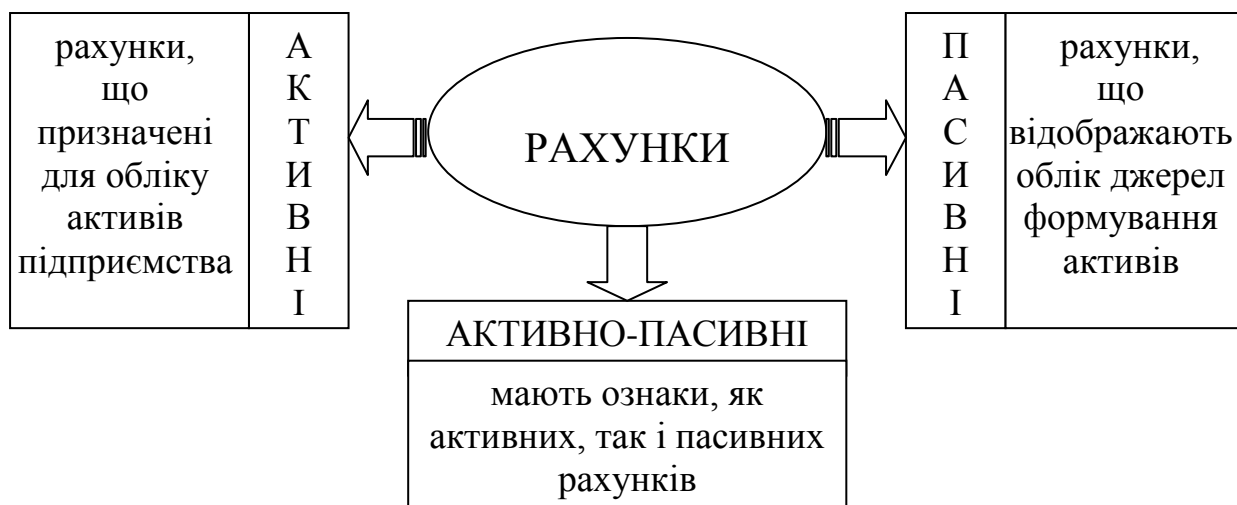 рахунки,
що
призначені
для обліку
активів
підприємства
А
К
Т
И
В
Н
І
РАХУНКИ
П
А
С
И
В
Н
І
рахунки,
що
відображають
облік джерел
формування
активів
АКТИВНО-ПАСИВНІ
мають ознаки, як
активних, так і пасивних
рахунків